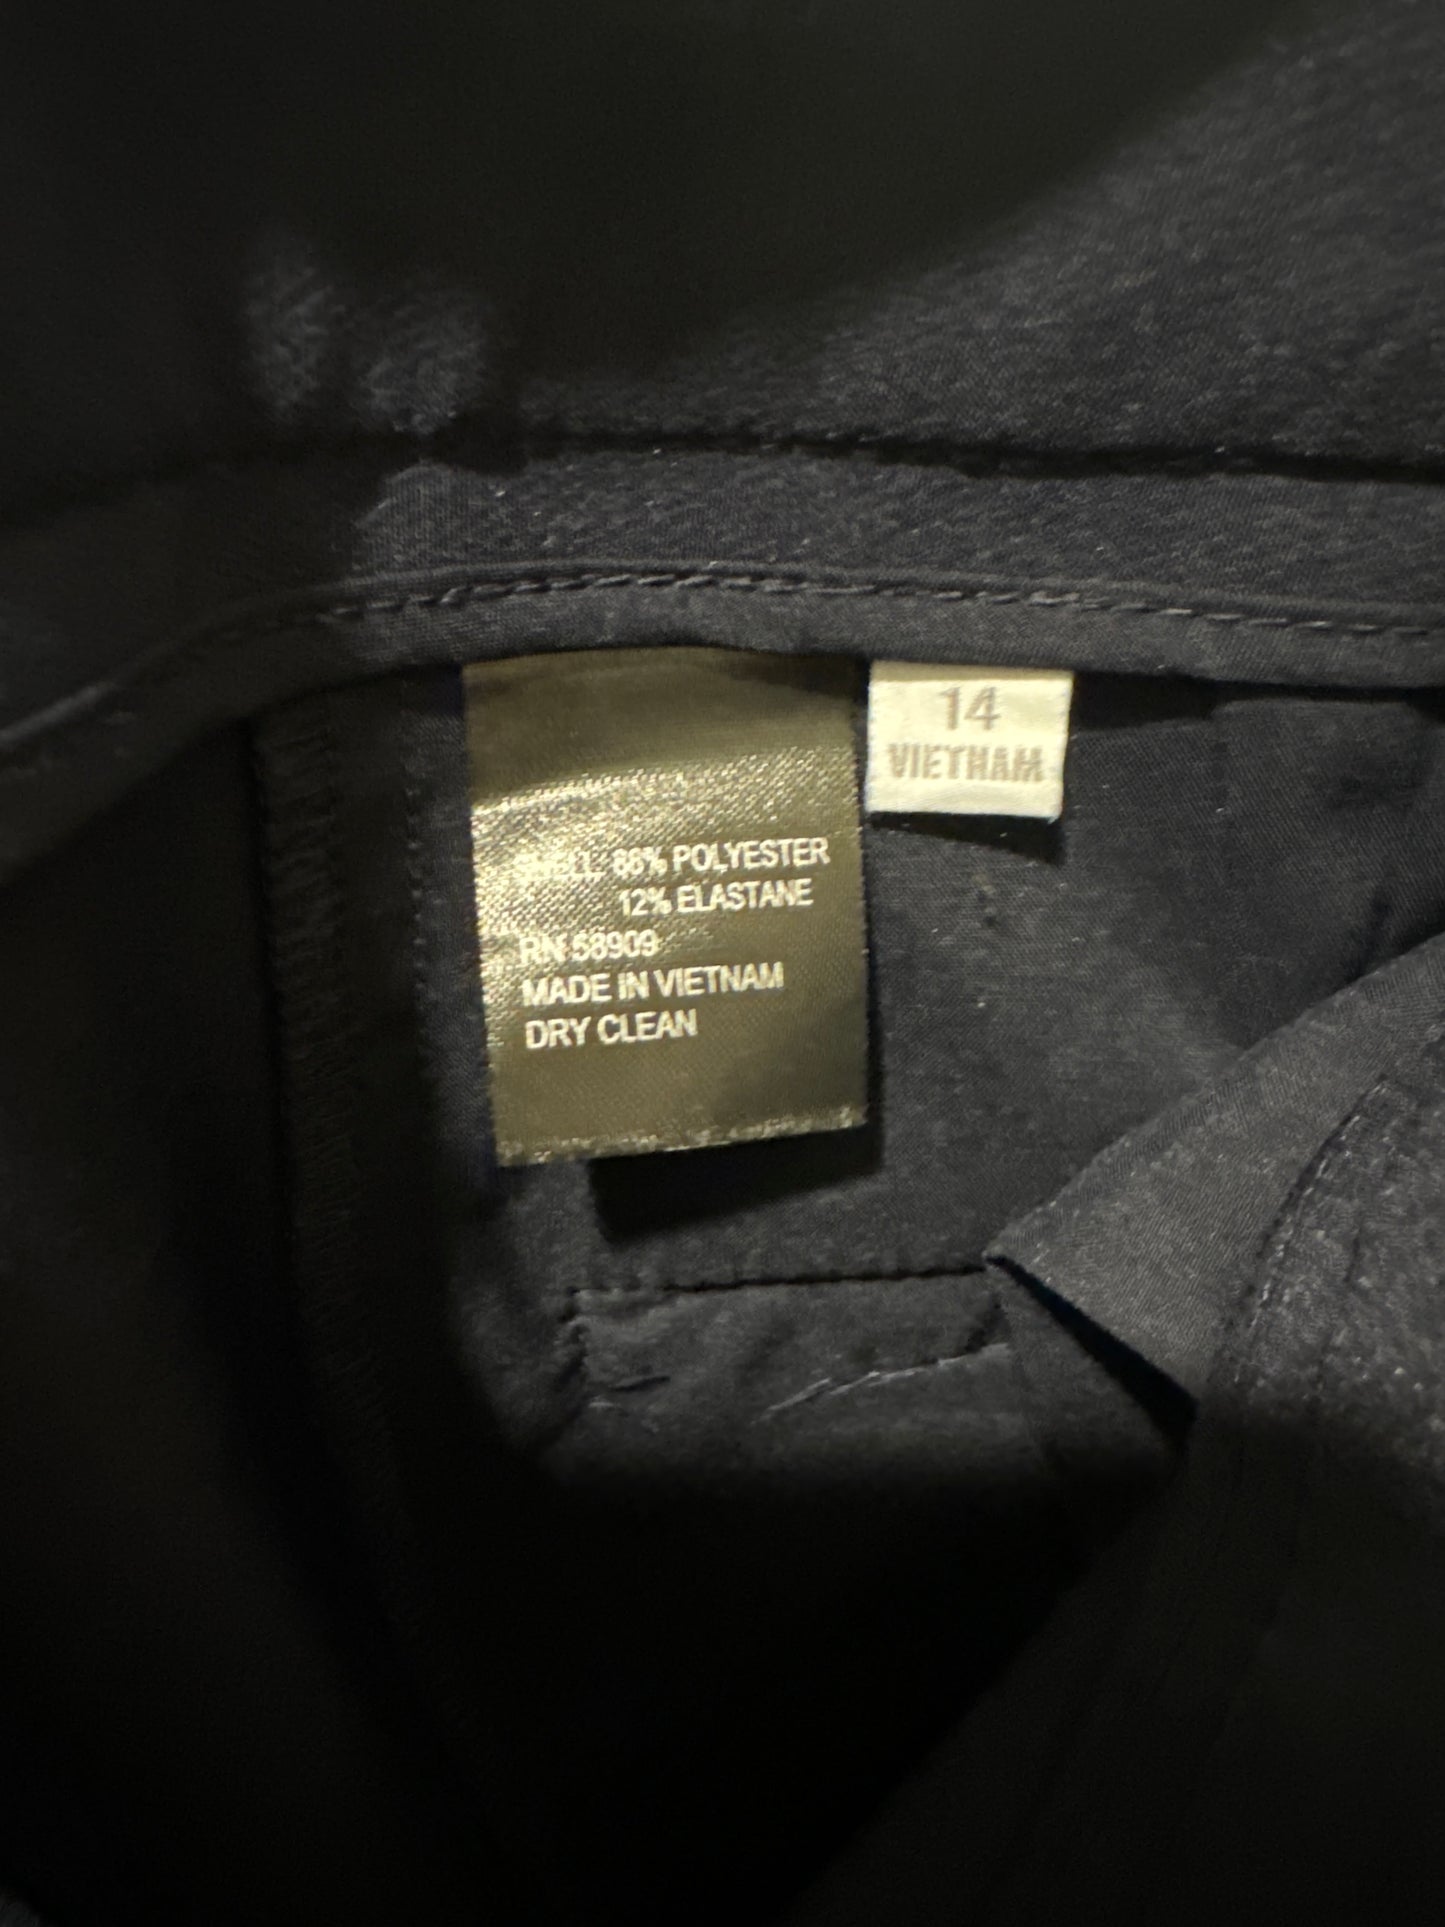 14
VIETNAM
SHELL: 88% POLYESTER
12% ELASTANE
RN 58909
MADE IN VIETNAM
DRY CLEAN